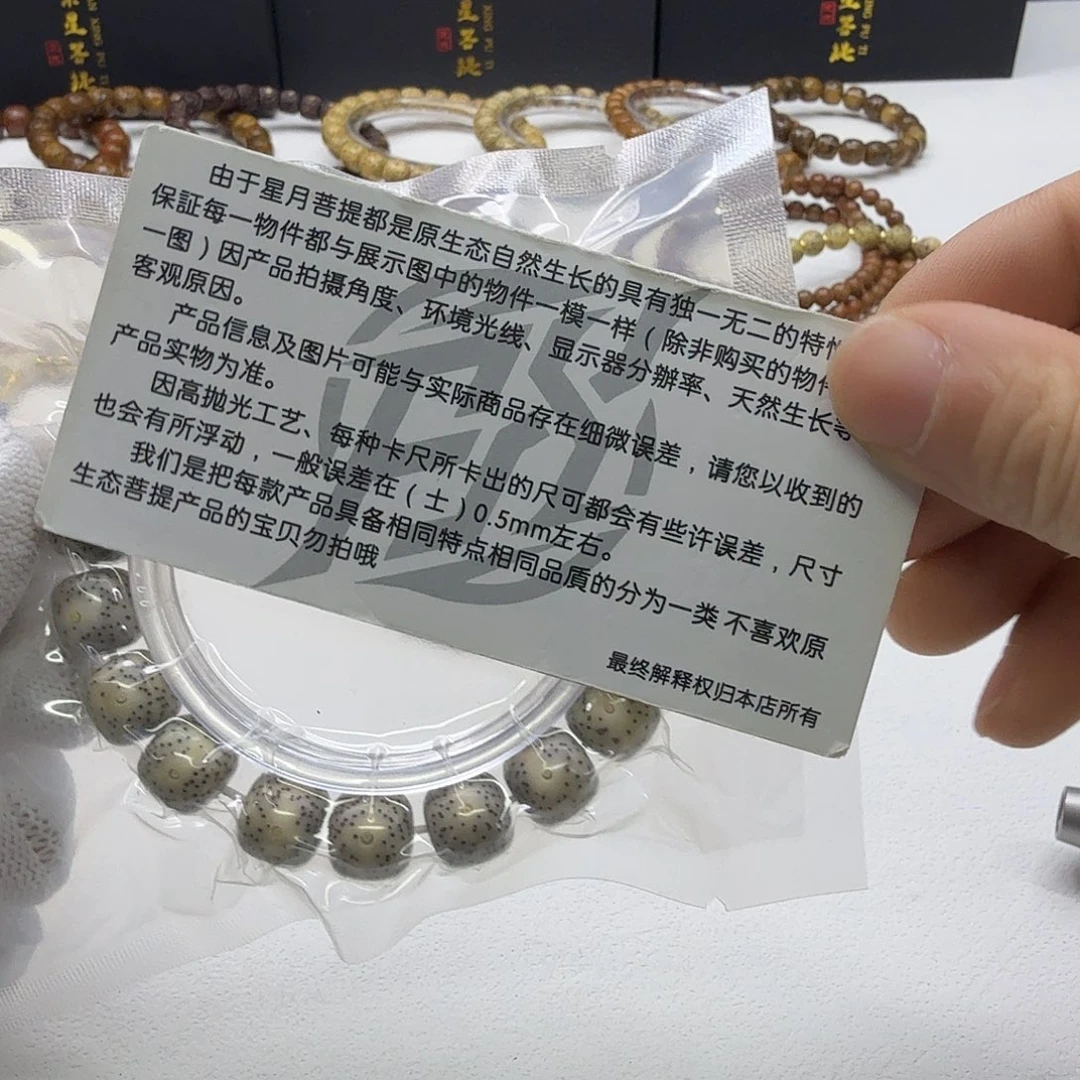 由于星月菩提都是原生态自然生长的具有独一无二的特性
保証每一物件都与展示图中的物件一模一样（除非购买的物件
一图）因产品拍摄角度、环境光线、显示器分辦率、天然生长等
客观原因。
产品信息及图片可能与实际商品存在细微误差，请您以收到的
产品实物为准。
因高抛光工艺、每种卡尺所卡出的尺可都会有些许误差，尺寸
也会有所浮动，一般误差在（土）0.5mm左右。
我们是把每款产品具备相同特点相同品质的分为一类 不喜欢原
生态菩提产品的宝贝勿拍哦
最终解释权归本店所有